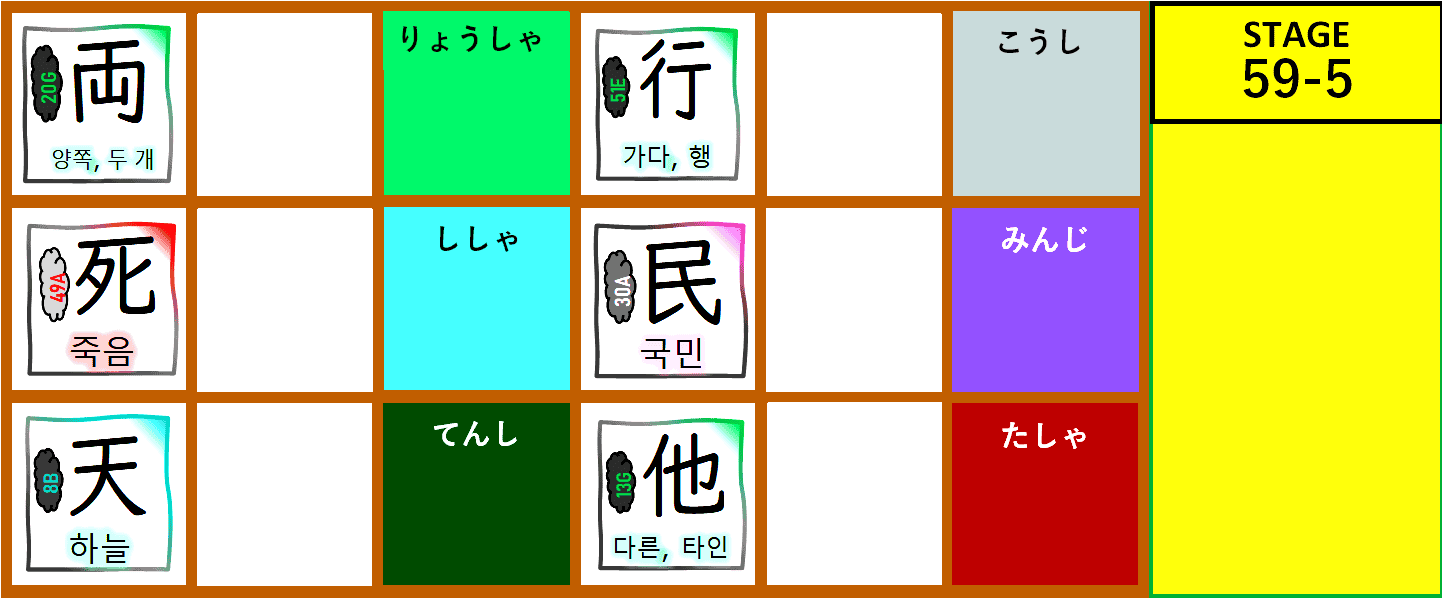 20G
両
양쪽, 두 개
りょうしゃ
51E
行
가다, 행
こうし
STAGE
59-5
49A
死
죽음
ししゃ
30A
民
국민
みんじ
8B
天
하늘
てんし
13G
他
다른, 타인
たしゃ